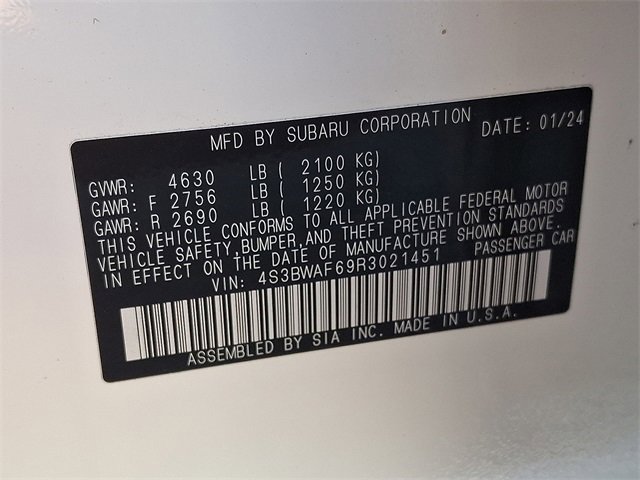 MFD BY SUBARU CORPORATION DATE: 01/24
GVWR: 4630 LB ( 2100 KG)
GAWR: F 2756 LB ( 1250 KG)
GAWR: R 2690 LB ( 1220 KG)
THIS VEHICLE CONFORMS TO ALL APPLICABLE FEDERAL MOTOR
VEHICLE SAFETY,BUMPER,AND THEFT PREVENTION STANDARDS
IN EFFECT ON THE DATE OF MANUFACTURE SHOWN ABOVE.
VIN: 4S3BWAF69R3021451 PASSENGER CAR
ASSEMBLED BY SIA INC. MADE IN U.S.A.